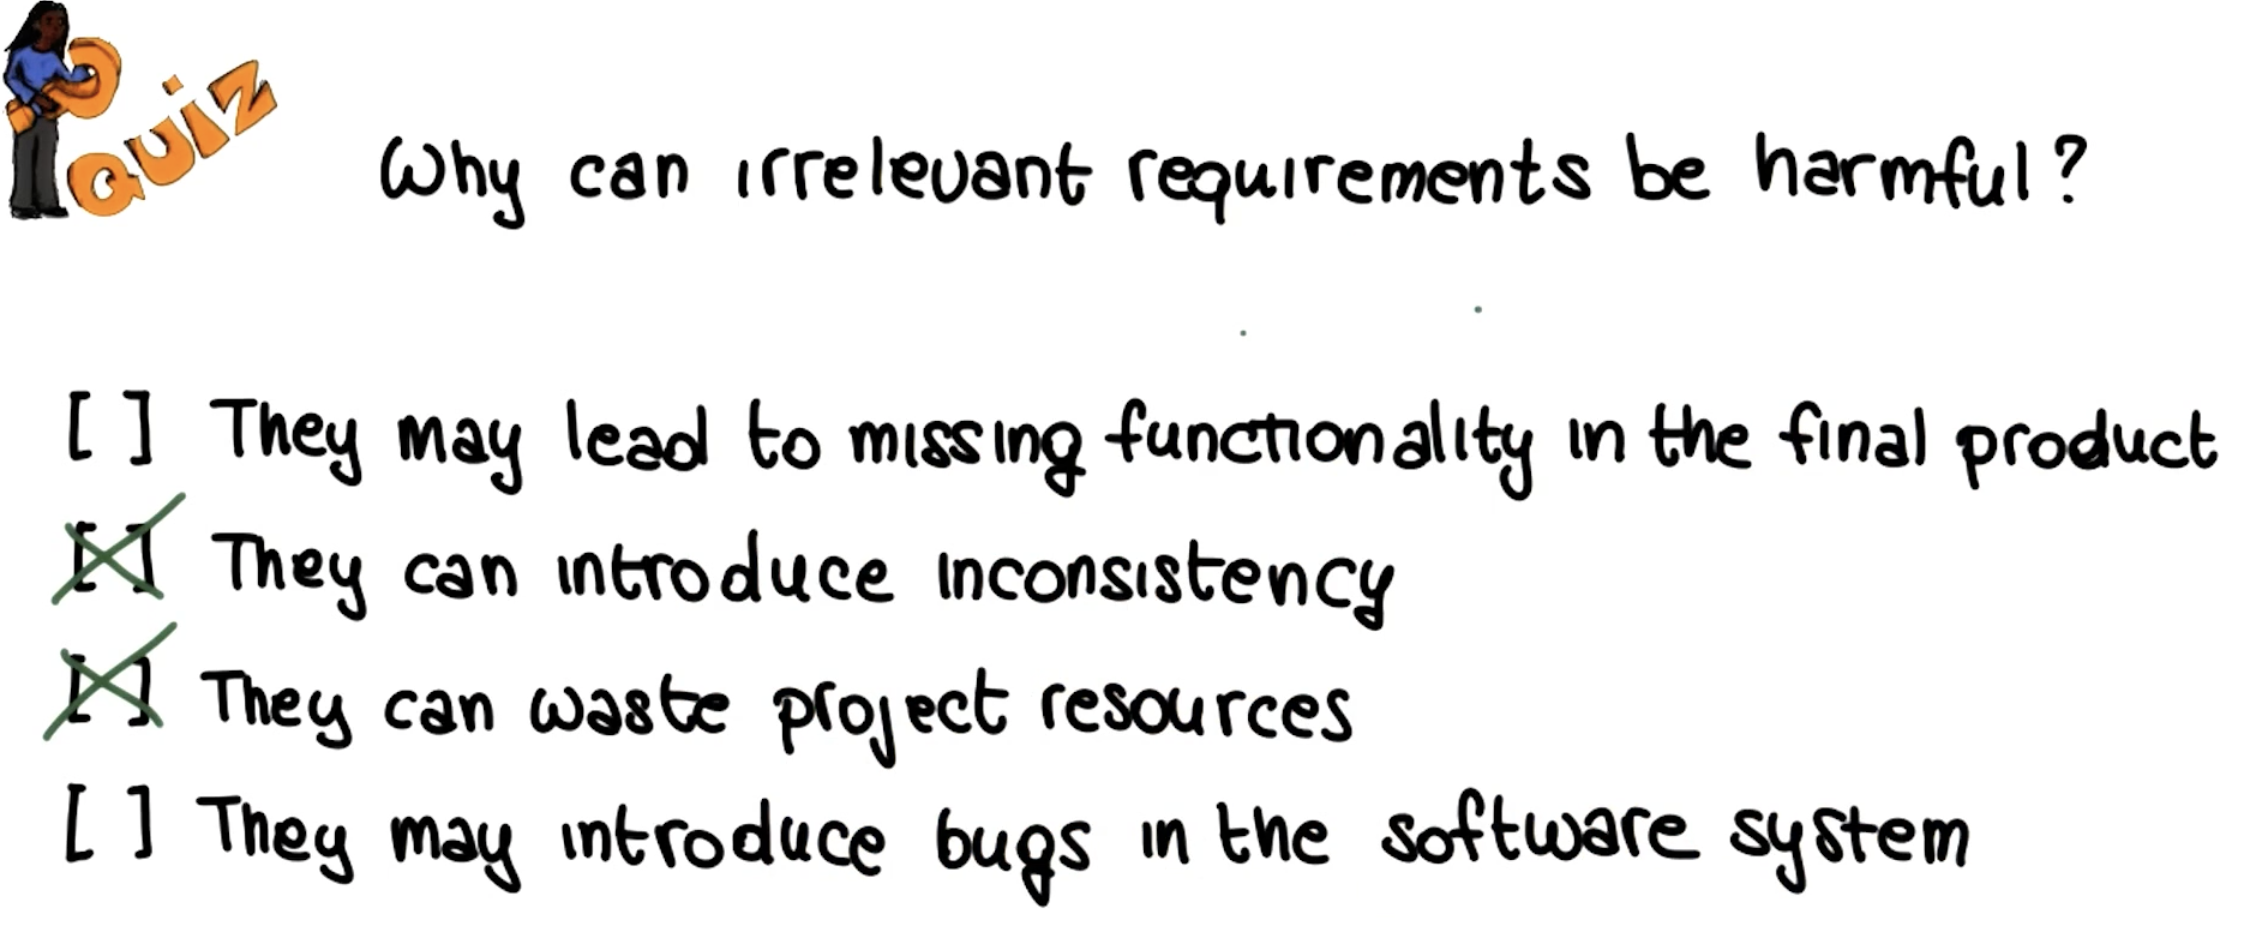 QUIZ
Why can irrelevant requirements be harmful?
[ ] They may lead to missing functionality in the final product
[X] They can introduce inconsistency
[X] They can waste project resources
[ ] They may introduce bugs in the software system